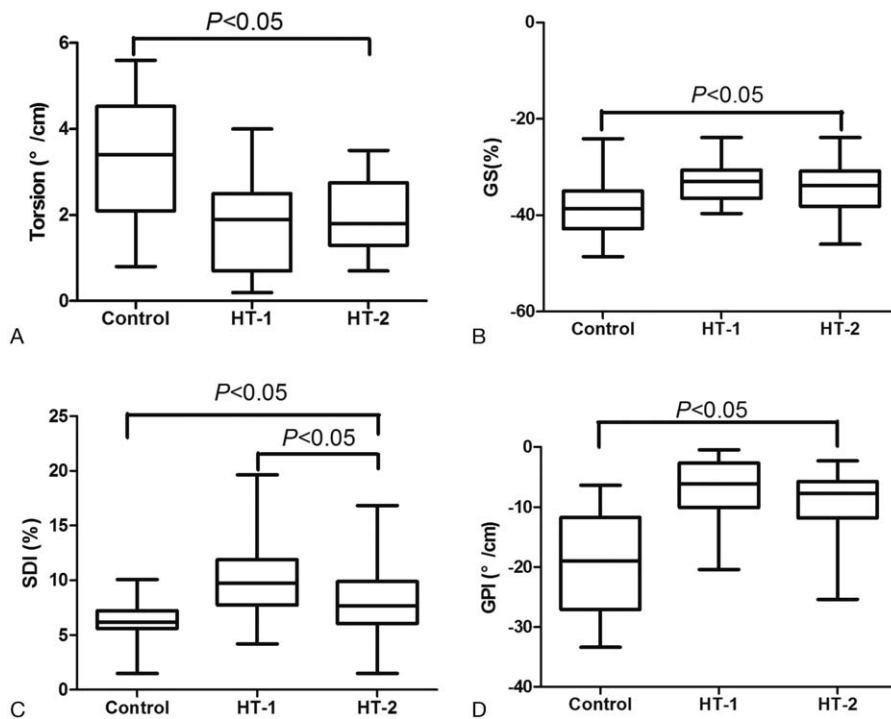 P<0.05
6
4
2
0
Torsion (° /cm)
Control HT-1 HT-2
A
P<0.05
0
-20
-40
-60
GS(%)
Control HT-1 HT-2
B
P<0.05
P<0.05
25
20
15
10
5
0
SDI (%)
Control HT-1 HT-2
C
P<0.05
0
-10
-20
-30
-40
GPI (° /cm)
Control HT-1 HT-2
D